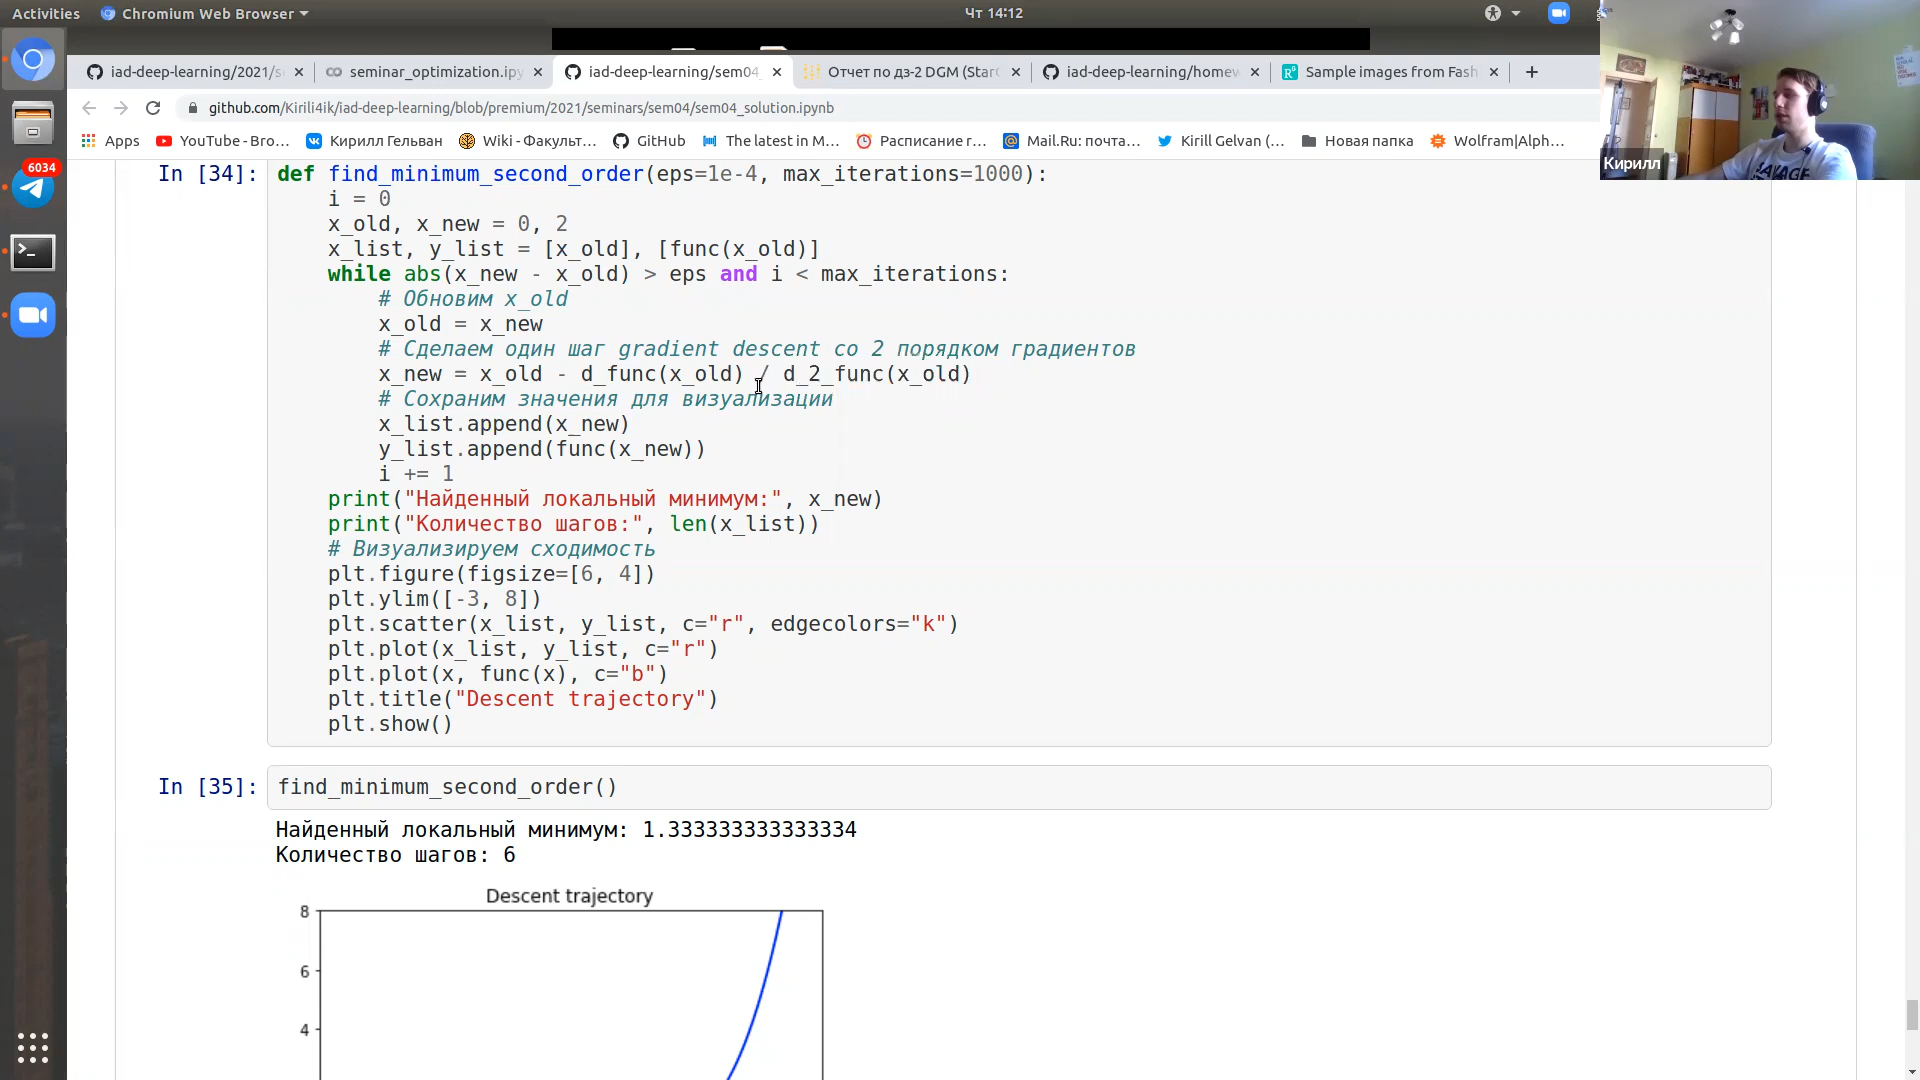 Activities
Chromium Web Browser
Чт 14:12
iad-deep-learning/2021/s
seminar_optimization.ipy
iad-deep-learning/sem04_
Отчет по дз-2 DGM (StarG
iad-deep-learning/homew
Sample images from Fash
github.com/Kirili4ik/iad-deep-learning/blob/premium/2021/seminars/sem04/sem04_solution.ipynb
Apps
YouTube - Bro…
Кирилл Гельван
Wiki - Факульт…
GitHub
The latest in M…
Расписание г…
Mail.Ru: почта…
Kirill Gelvan (…
Новая папка
Wolfram|Alph…
Кирилл
6034
In [34]: def find_minimum_second_order(eps=1e-4, max_iterations=1000):
i = 0
x_old, x_new = 0, 2
x_list, y_list = [x_old], [func(x_old)]
while abs(x_new - x_old) > eps and i < max_iterations:
# Обновим x_old
x_old = x_new
# Сделаем один шаг gradient descent со 2 порядком градиентов
x_new = x_old - d_func(x_old) / d_2_func(x_old)
# Сохраним значения для визуализации
x_list.append(x_new)
y_list.append(func(x_new))
i += 1
print("Найденный локальный минимум:", x_new)
print("Количество шагов:", len(x_list))
# Визуализируем сходимость
plt.figure(figsize=[6, 4])
plt.ylim([-3, 8])
plt.scatter(x_list, y_list, c="r", edgecolors="k")
plt.plot(x_list, y_list, c="r")
plt.plot(x, func(x), c="b")
plt.title("Descent trajectory")
plt.show()
In [35]: find_minimum_second_order()
Найденный локальный минимум: 1.333333333333334
Количество шагов: 6
Descent trajectory
8
6
4